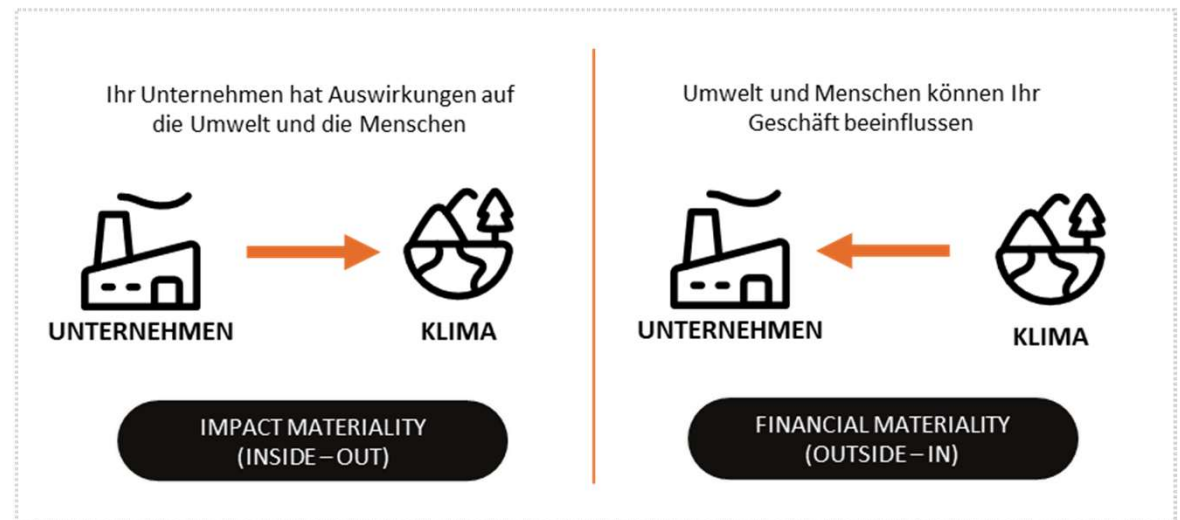 Ihr Unternehmen hat Auswirkungen auf
die Umwelt und die Menschen
UNTERNEHMEN
KLIMA
IMPACT MATERIALITY
(INSIDE – OUT)
Umwelt und Menschen können Ihr
Geschäft beeinflussen
UNTERNEHMEN
KLIMA
FINANCIAL MATERIALITY
(OUTSIDE – IN)